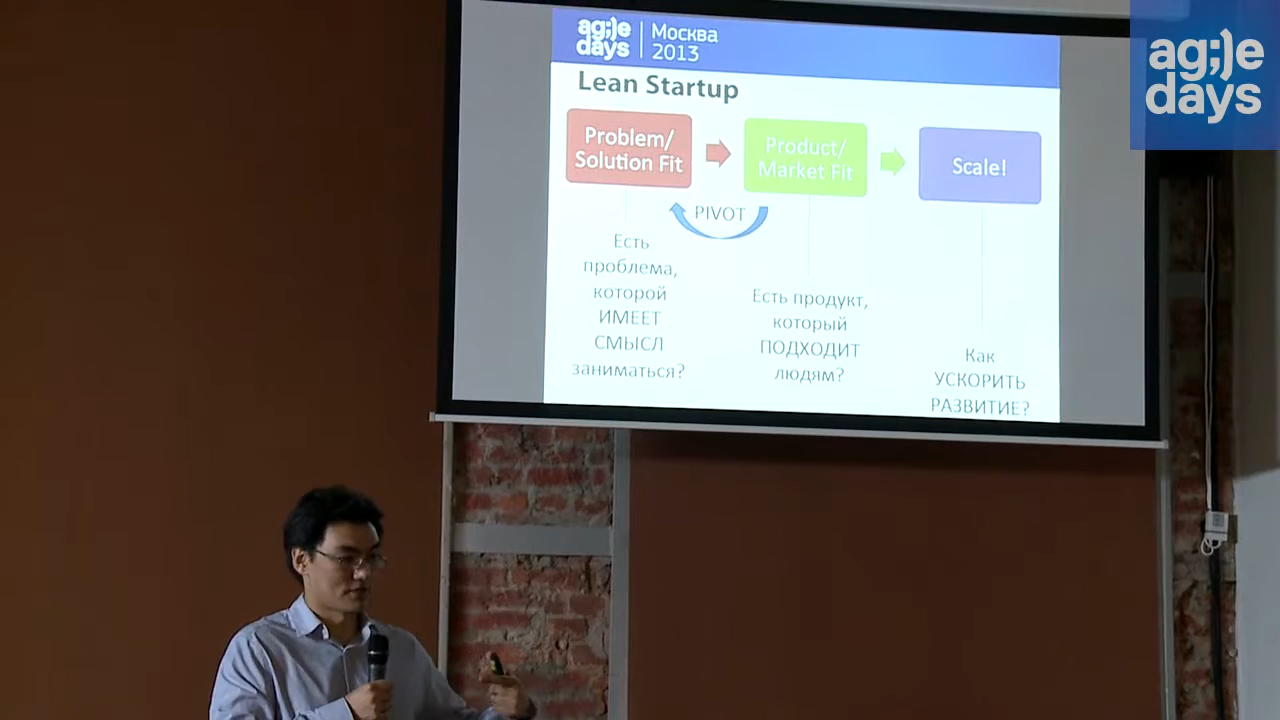 ag;)e
days
Москва
2013
Lean Startup
Problem/
Solution Fit
Product/
Market Fit
Scale!
PIVOT
Есть
проблема,
которой
ИМЕЕТ
СМЫСЛ
заниматься?
Есть продукт,
который
ПОДХОДИТ
людям?
Как
УСКОРИТЬ
РАЗВИТИЕ?
ag;)e
days